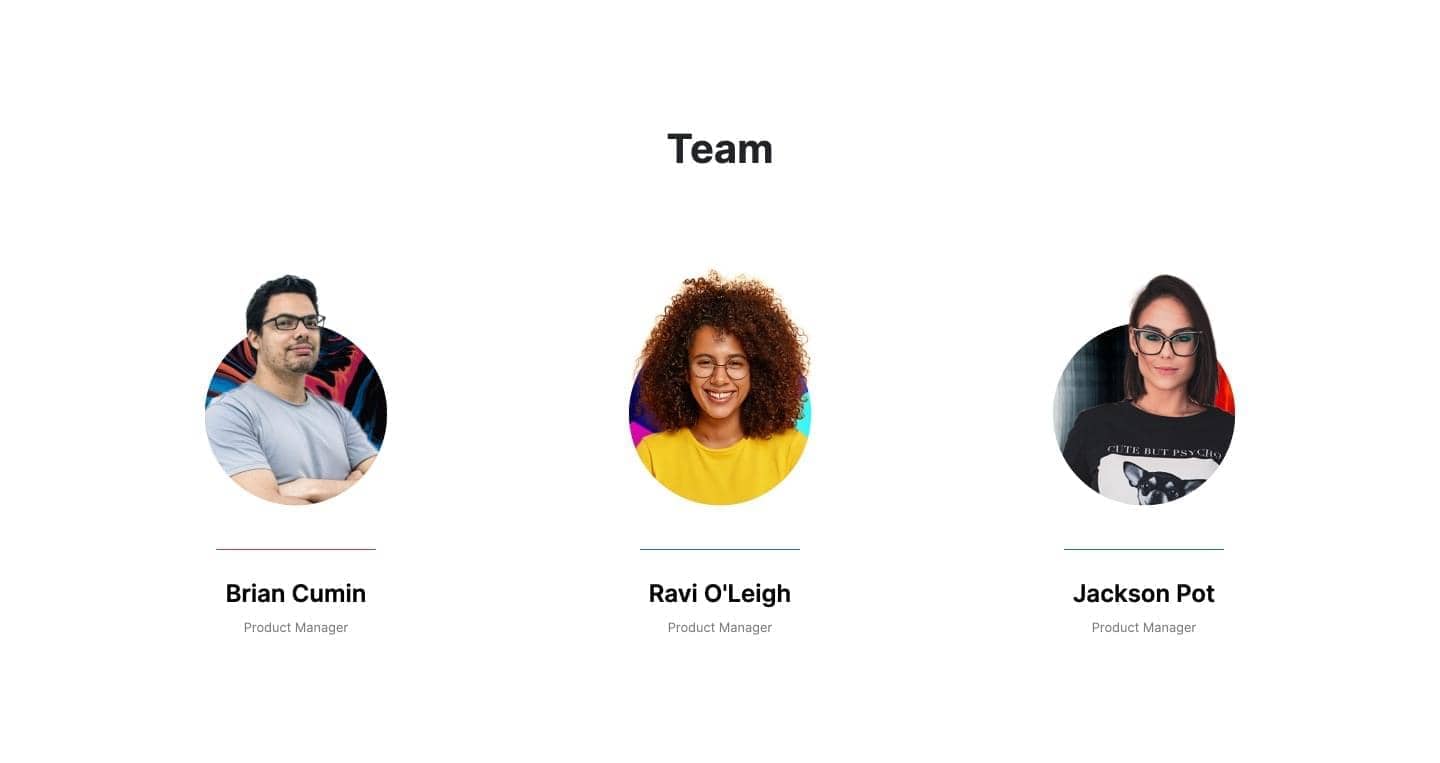 Team
CUTE BUT PSYCHO
Brian Cumin
Ravi O'Leigh
Jackson Pot
Product Manager
Product Manager
Product Manager